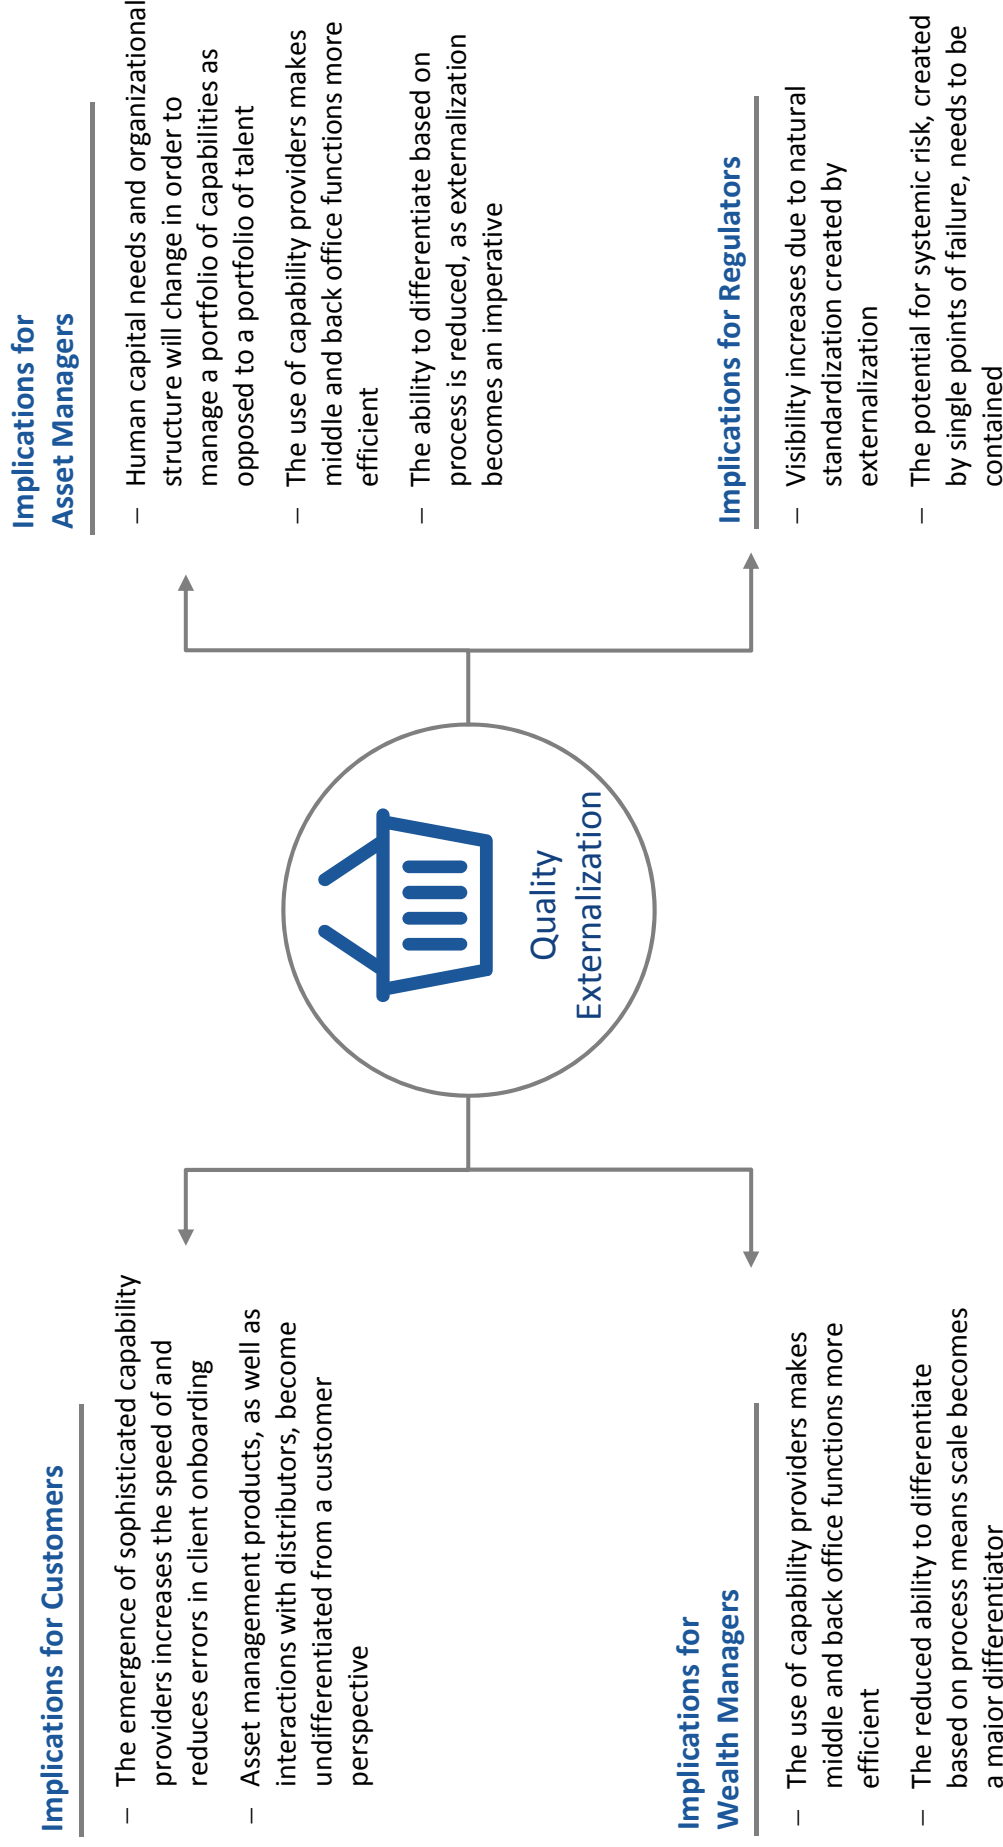 Implications for Customers
– The emergence of sophisticated capability
providers increases the speed of and
reduces errors in client onboarding
– Asset management products, as well as
interactions with distributors, become
undifferentiated from a customer
perspective
Implications for
Wealth Managers
– The use of capability providers makes
middle and back office functions more
efficient
– The reduced ability to differentiate
based on process means scale becomes
a major differentiator
Quality
Externalization
Implications for
Asset Managers
– Human capital needs and organizational
structure will change in order to
manage a portfolio of capabilities as
opposed to a portfolio of talent
– The use of capability providers makes
middle and back office functions more
efficient
– The ability to differentiate based on
process is reduced, as externalization
becomes an imperative
Implications for Regulators
– Visibility increases due to natural
standardization created by
externalization
– The potential for systemic risk, created
by single points of failure, needs to be
contained